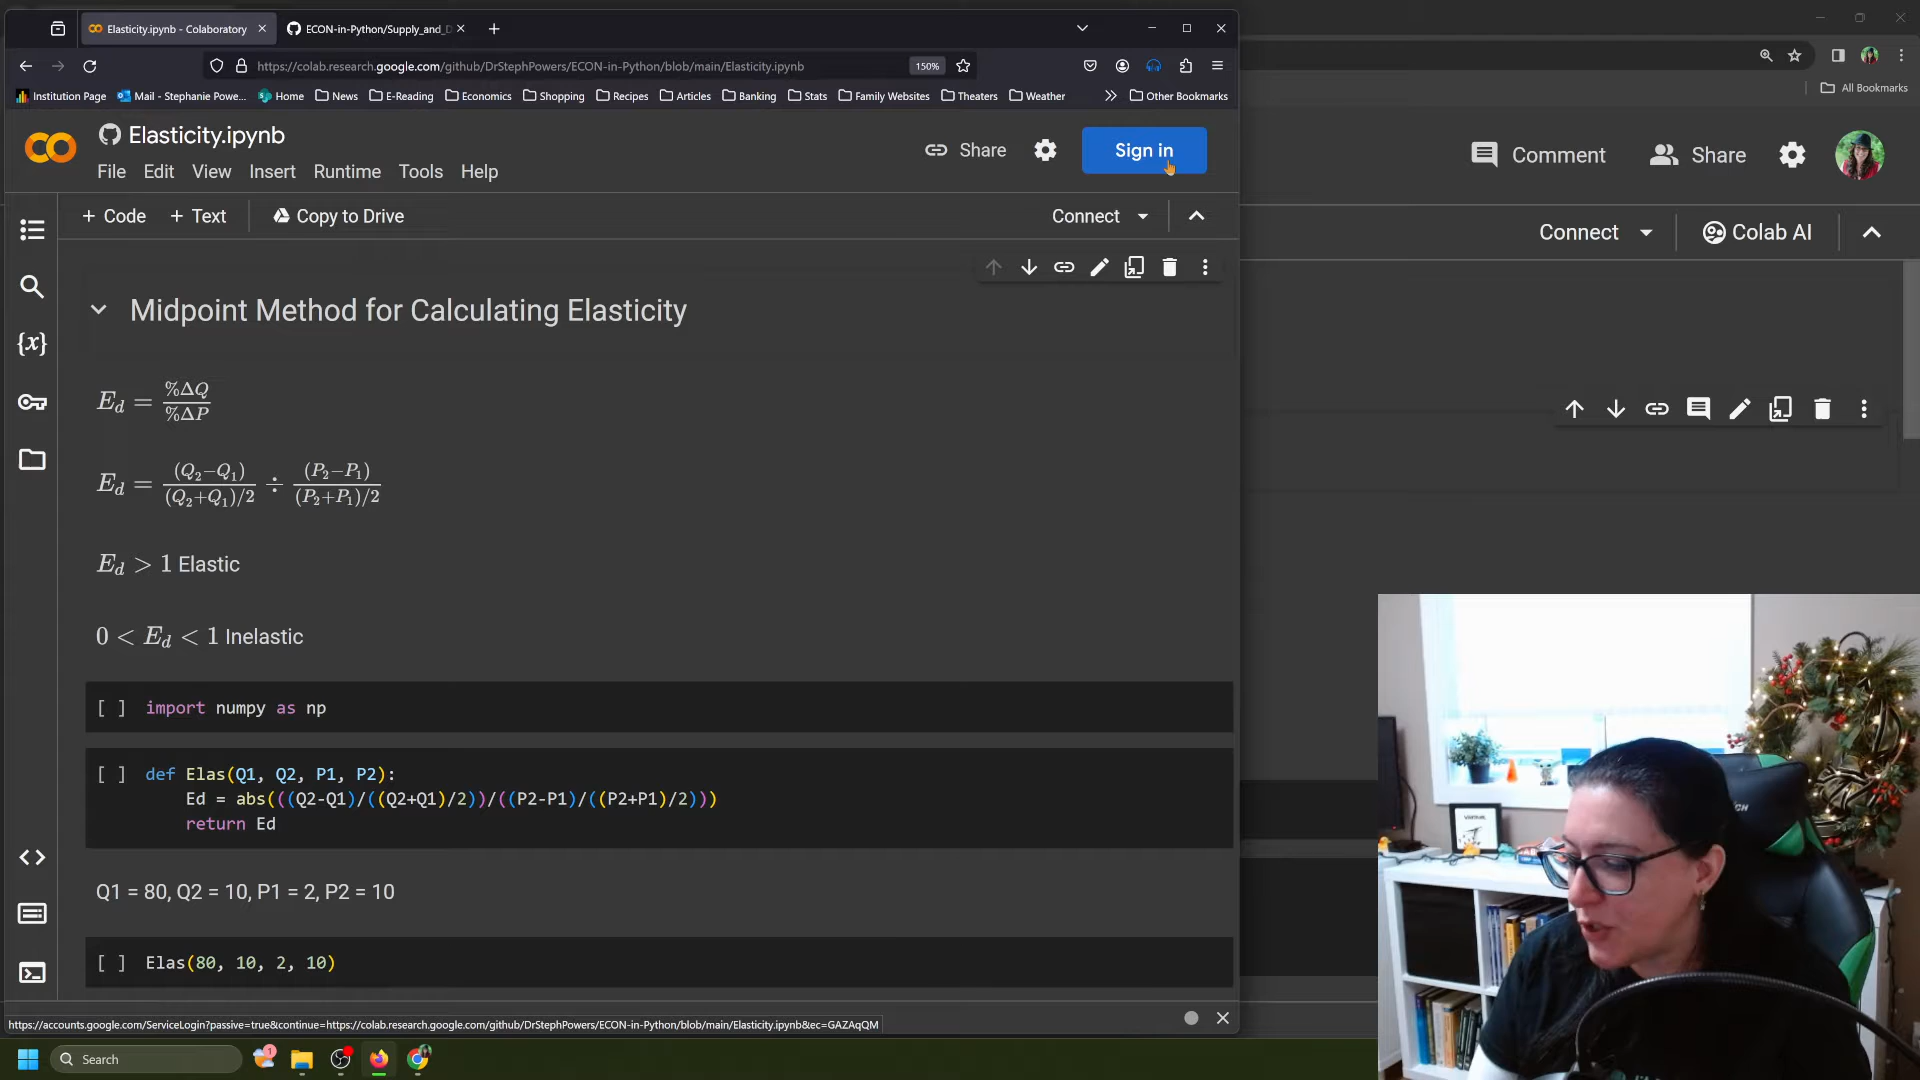 Elasticity.ipynb - Colaboratory
ECON-in-Python/Supply_and_D
https://colab.research.google.com/github/DrStephPowers/ECON-in-Python/blob/main/Elasticity.ipynb
150%
Institution Page
Mail - Stephanie Powe...
Home
News
E-Reading
Economics
Shopping
Recipes
Articles
Banking
Stats
Family Websites
Theaters
Weather
Other Bookmarks
All Bookmarks
Elasticity.ipynb
Share
Sign in
Comment
Share
File Edit View Insert Runtime Tools Help
+ Code + Text
Copy to Drive
Connect
Connect
Colab AI
Midpoint Method for Calculating Elasticity
E_d = %ΔQ / %ΔP
E_d = (Q₂−Q₁) / (Q₂+Q₁)/2 ÷ (P₂−P₁) / (P₂+P₁)/2
E_d > 1 Elastic
0 < E_d < 1 Inelastic
[ ] import numpy as np
[ ] def Elas(Q1, Q2, P1, P2):
Ed = abs(((Q2-Q1)/((Q2+Q1)/2))/((P2-P1)/((P2+P1)/2)))
return Ed
Q1 = 80, Q2 = 10, P1 = 2, P2 = 10
[ ] Elas(80, 10, 2, 10)
https://accounts.google.com/ServiceLogin?passive=true&continue=https://colab.research.google.com/github/DrStephPowers/ECON-in-Python/blob/main/Elasticity.ipynb&ec=GAZAqQM
Search
1